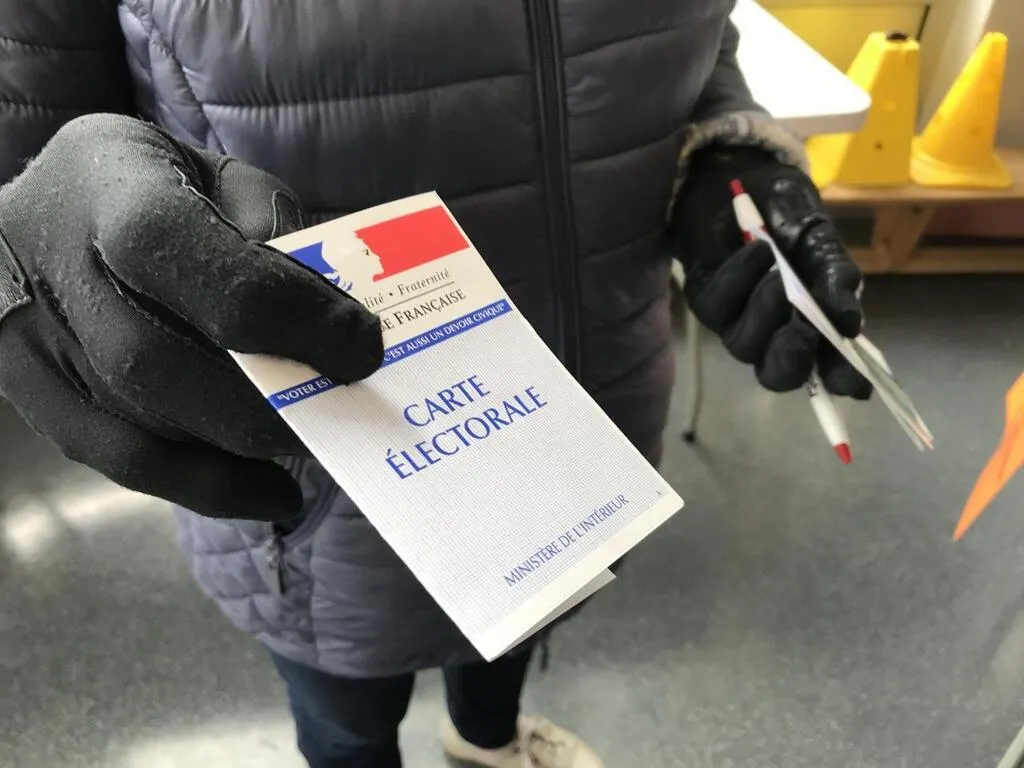 lité • Fraternité
E FRANÇAISE
"VOTER EST C'EST AUSSI UN DEVOIR CIVIQUE"
CARTE
ÉLECTORALE
MINISTÈRE DE L'INTÉRIEUR